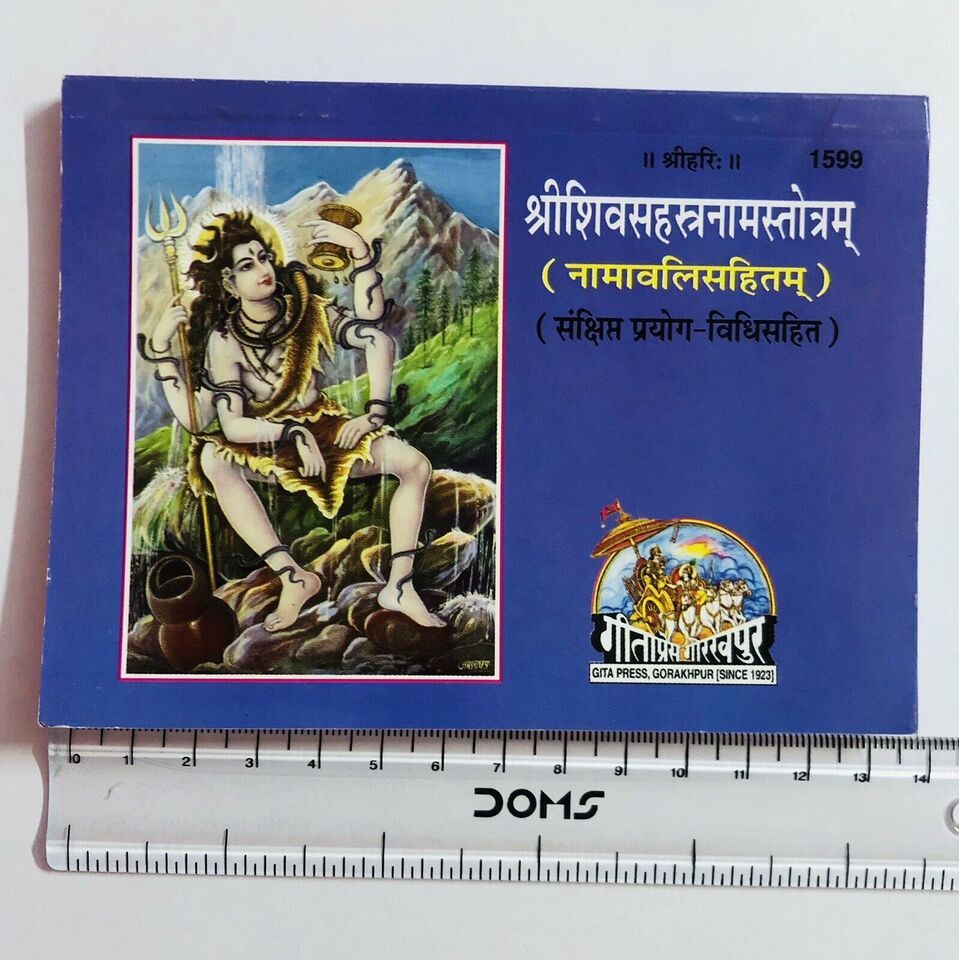 ॥ श्रीहरिः ॥ 1599
श्रीशिवसहस्रनामस्तोत्रम्
( नामावलिसहितम् )
( संक्षिप्त प्रयोग-विधिसहित )
गीताप्रेस गोरखपुर
GITA PRESS, GORAKHPUR [SINCE 1923]
0 1 2 3 4 5 6 7 8 9 10 11 12 13 14
DOMS